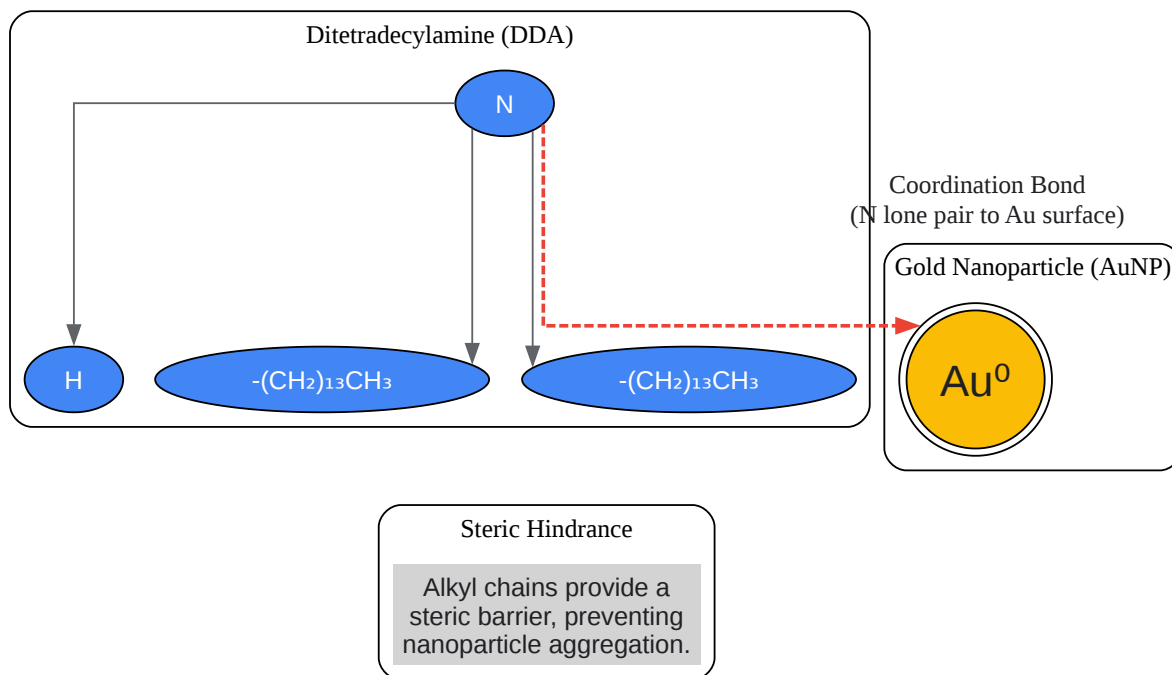 Ditetradecylamine (DDA)
N
Coordination Bond
(N lone pair to Au surface)
Gold Nanoparticle (AuNP)
H
-(CH₂)₁₃CH₃
-(CH₂)₁₃CH₃
Au⁰
Steric Hindrance
Alkyl chains provide a
steric barrier, preventing
nanoparticle aggregation.